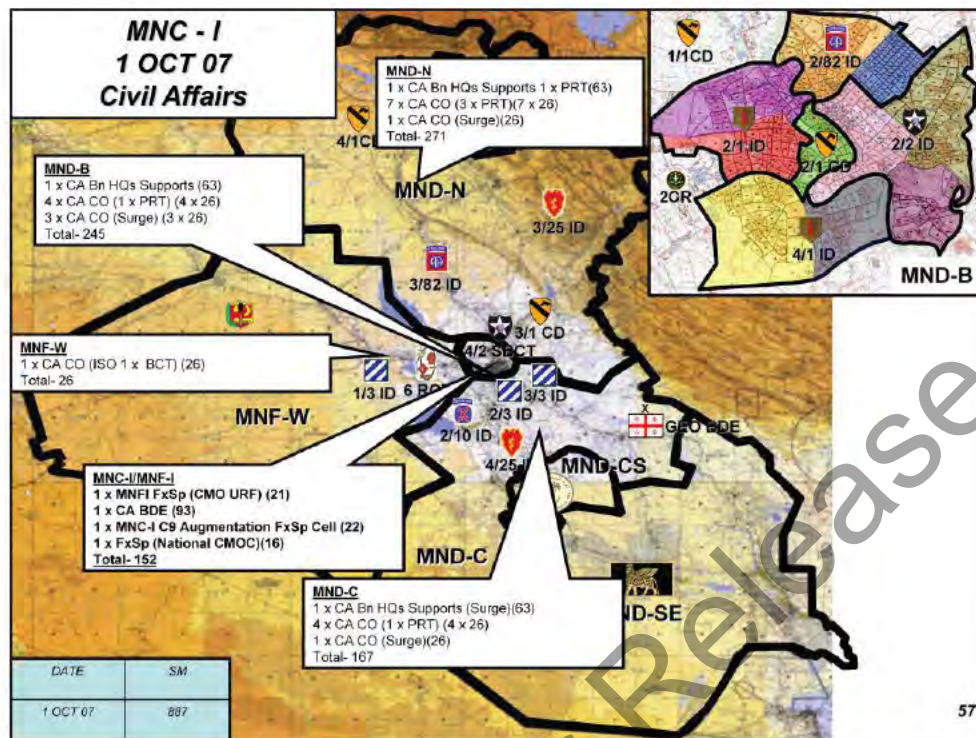 MNC - I
1 OCT 07
Civil Affairs
MND-N
1 x CA Bn HQs Supports 1 x PRT(63)
7 x CA CO (3 x PRT)(7 x 26)
1 x CA CO (Surge)(26)
Total- 271
1/1CD
2/82 ID
2/1 ID
2/1 CD
2/2 ID
2CR
4/1 ID
MND-B
4/1CD
MND-N
MND-B
1 x CA Bn HQs Supports (63)
4 x CA CO (1 x PRT) (4 x 26)
3 x CA CO (Surge) (3 x 26)
Total- 245
3/25 ID
3/82 ID
3/1 CD
4/2 SBCT
MNF-W
1 x CA CO (ISO 1 x BCT) (26)
Total- 26
1/3 ID
6
3/3 ID
2/3 ID
MNF-W
2/10 ID
X
GEO BDE
4/25
MND-CS
MNC-I/MNF-I
1 x MNFI FxSp (CMO URF) (21)
1 x CA BDE (93)
1 x MNC-I C9 Augmentation FxSp Cell (22)
1 x FxSp (National CMOC)(16)
Total- 152
MND-C
MND-C
1 x CA Bn HQs Supports (Surge)(63)
4 x CA CO (1 x PRT) (4 x 26)
1 x CA CO (Surge)(26)
Total- 167
ND-SE
DATE SM
1 OCT 07 887
57
Release